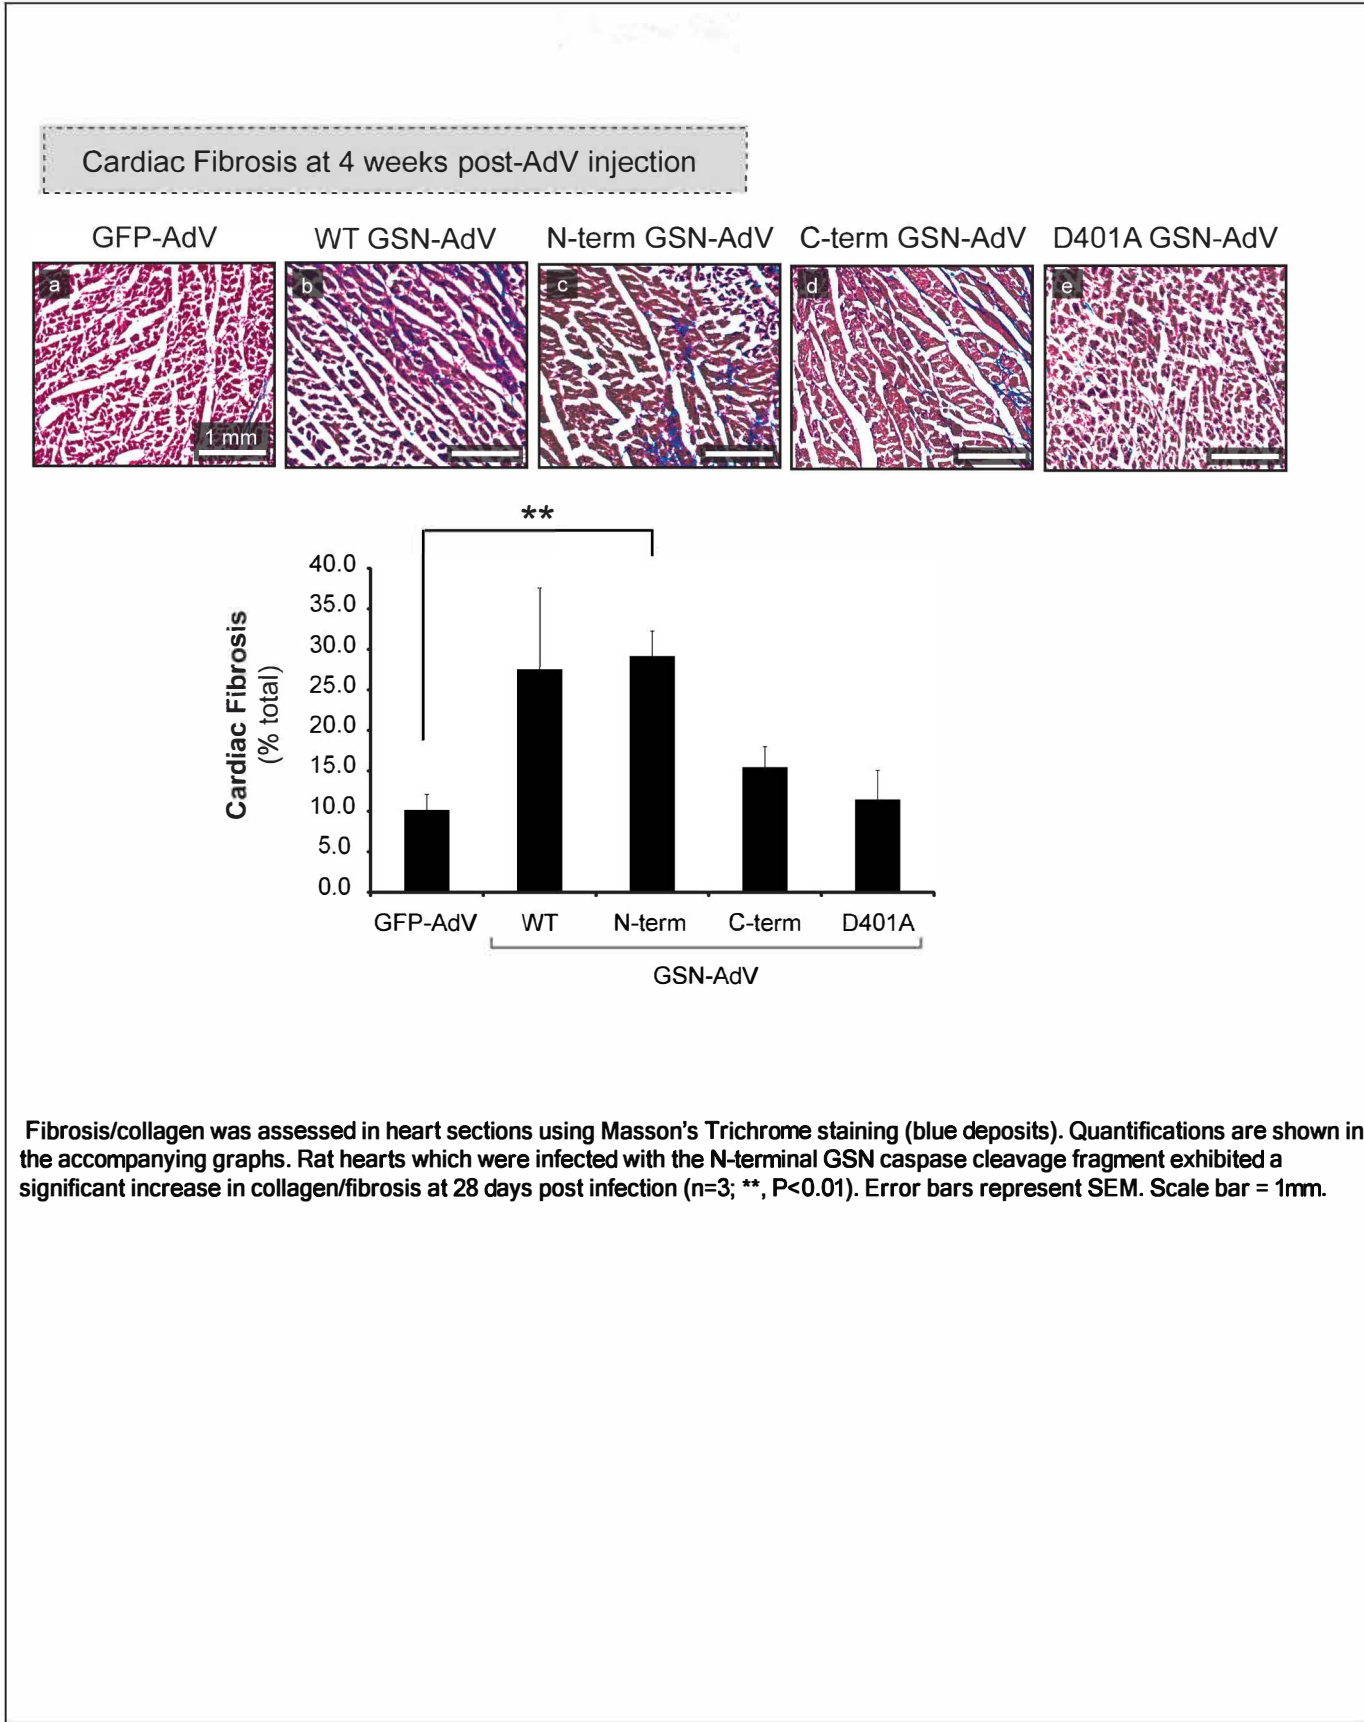 Cardiac Fibrosis at 4 weeks post-AdV injection
GFP-AdV WT GSN-AdV N-term GSN-AdV C-term GSN-AdV D401A GSN-AdV
a b c d e
1 mm
**
40.0
35.0
30.0
25.0
20.0
15.0
10.0
5.0
0.0
Cardiac Fibrosis
(% total)
GFP-AdV WT N-term C-term D401A
GSN-AdV
Fibrosis/collagen was assessed in heart sections using Masson's Trichrome staining (blue deposits). Quantifications are shown in
the accompanying graphs. Rat hearts which were infected with the N-terminal GSN caspase cleavage fragment exhibited a
significant increase in collagen/fibrosis at 28 days post infection (n=3; **, P<0.01). Error bars represent SEM. Scale bar = 1mm.